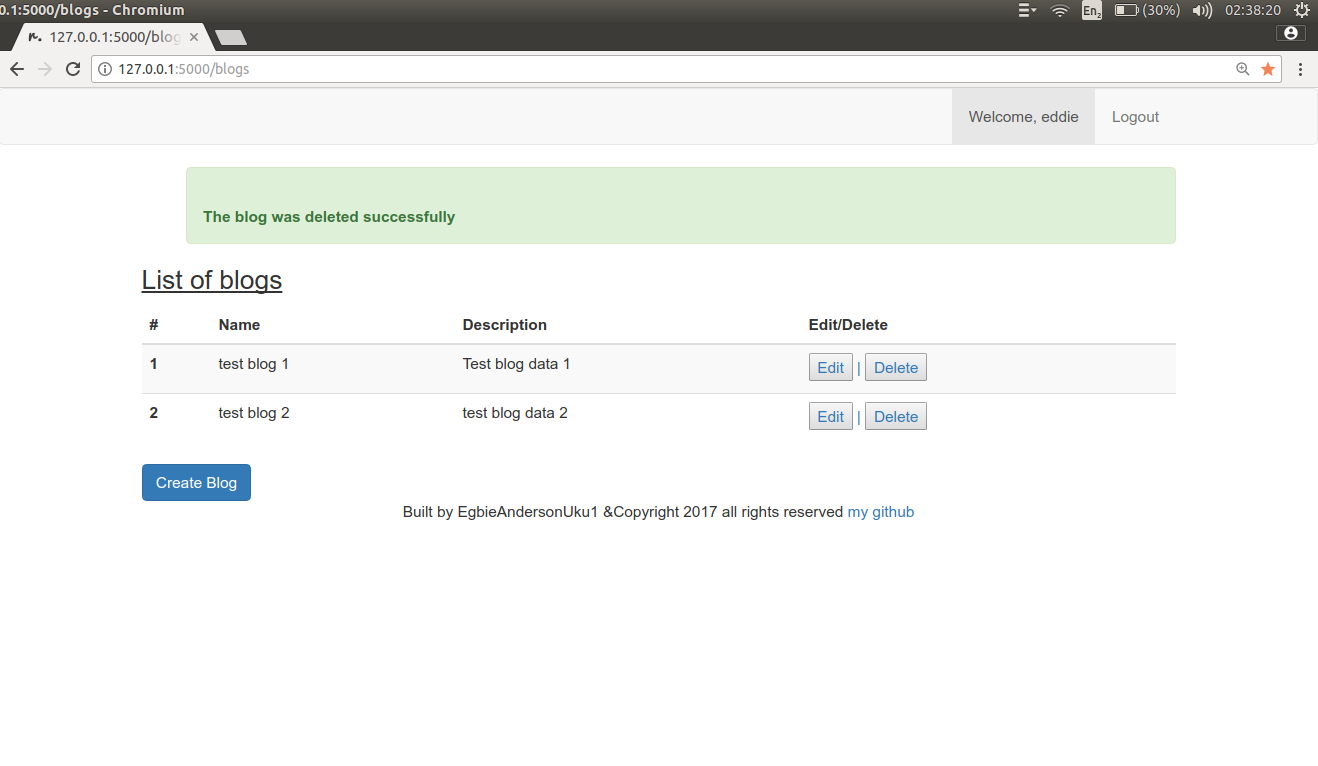 0.1:5000/blogs - Chromium
En2
(30%)
02:38:20
127.0.0.1:5000/blog
127.0.0.1:5000/blogs
Welcome, eddie
Logout
The blog was deleted successfully
List of blogs
# Name Description Edit/Delete
1 test blog 1 Test blog data 1 Edit | Delete
2 test blog 2 test blog data 2 Edit | Delete
Create Blog
Built by EgbieAndersonUku1 &Copyright 2017 all rights reserved my github